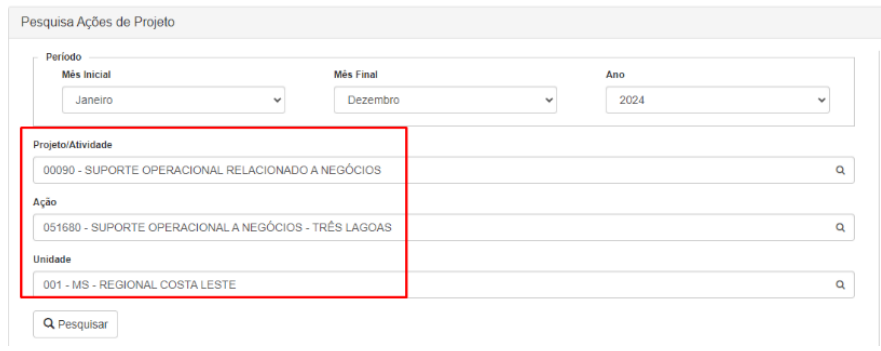 Pesquisa Ações de Projeto
Período
Mês Inicial
Mês Final
Ano
Janeiro
Dezembro
2024
Projeto/Atividade
00090 - SUPORTE OPERACIONAL RELACIONADO A NEGÓCIOS
Ação
051680 - SUPORTE OPERACIONAL A NEGÓCIOS - TRÊS LAGOAS
Unidade
001 - MS - REGIONAL COSTA LESTE
Pesquisar